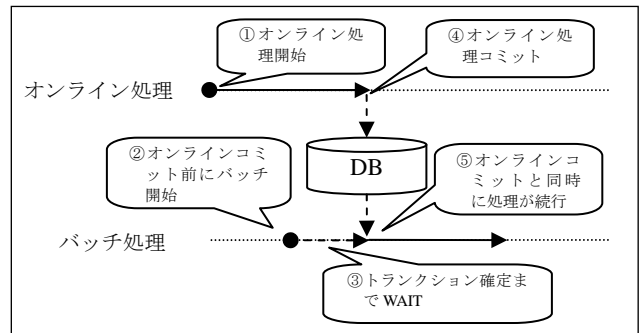 ①オンライン処
理開始
④オンライン処
理コミット
オンライン処理
②オンラインコミ
ット前にバッチ
開始
DB
⑤オンラインコ
ミットと同時
に処理が続行
バッチ処理
③トランクション確定ま
でWAIT